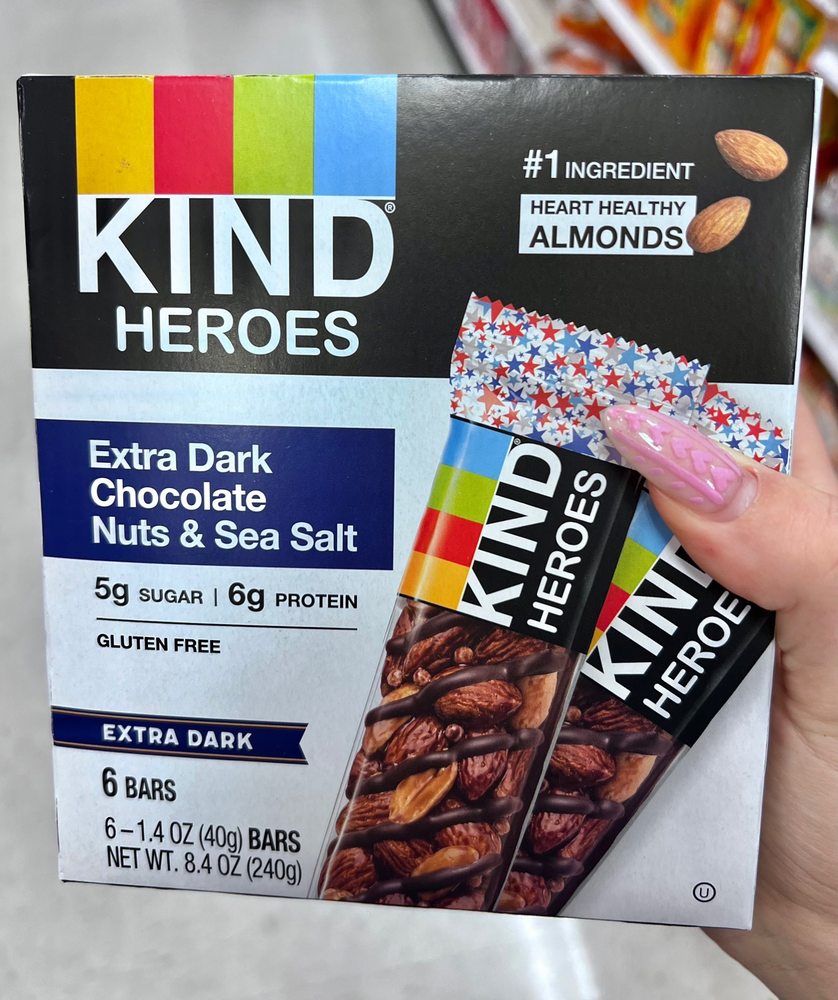 KIND®
HEROES
#1 INGREDIENT
HEART HEALTHY
ALMONDS
Extra Dark
Chocolate
Nuts & Sea Salt
5g SUGAR | 6g PROTEIN
GLUTEN FREE
EXTRA DARK
6 BARS
6–1.4 OZ (40g) BARS
NET WT. 8.4 OZ (240g)
KIND®
HEROES
KIND
HEROE
U